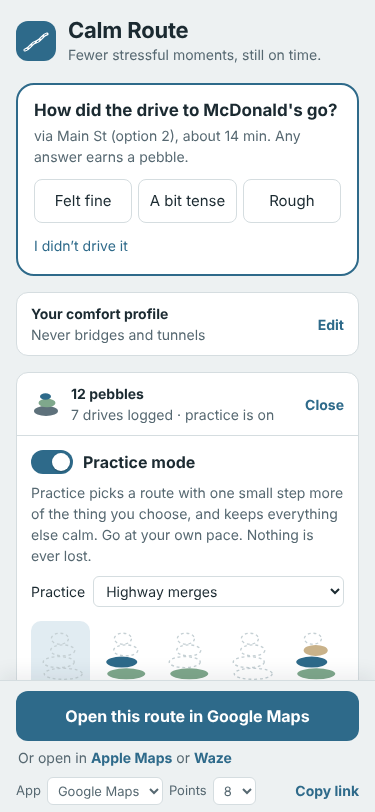 Calm Route
Fewer stressful moments, still on time.
How did the drive to McDonald's go?
via Main St (option 2), about 14 min. Any
answer earns a pebble.
Felt fine
A bit tense
Rough
I didn’t drive it
Your comfort profile
Never bridges and tunnels
Edit
12 pebbles
7 drives logged · practice is on
Close
Practice mode
Practice picks a route with one small step more
of the thing you choose, and keeps everything
else calm. Go at your own pace. Nothing is
ever lost.
Practice
Highway merges
Open this route in Google Maps
Or open in Apple Maps or Waze
App
Google Maps
Points
8
Copy link